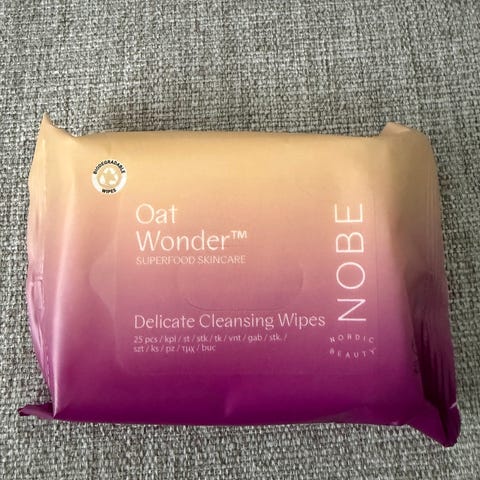 BIODEGRADABLE
WIPES
Oat
Wonder™
SUPERFOOD SKINCARE
NOBE
NORDIC
BEAUTY
Delicate Cleansing Wipes
25 pcs / kpl / st / stk / tk / vnt / gab / stk. /
szt / ks / pz / τμχ / buc